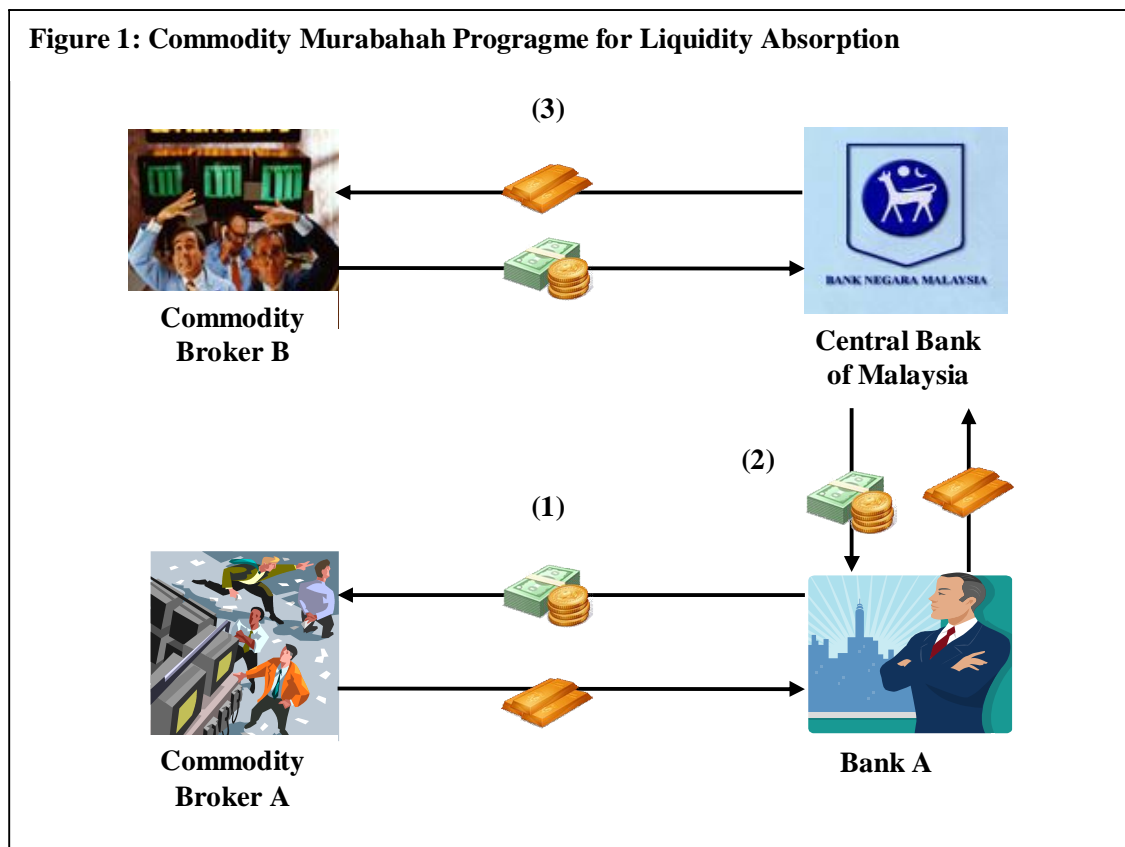 Figure 1: Commodity Murabahah Progragme for Liquidity Absorption
(3)
BANK NEGARA MALAYSIA
Commodity
Broker B
Central Bank
of Malaysia
(2)
(1)
Commodity
Broker A
Bank A